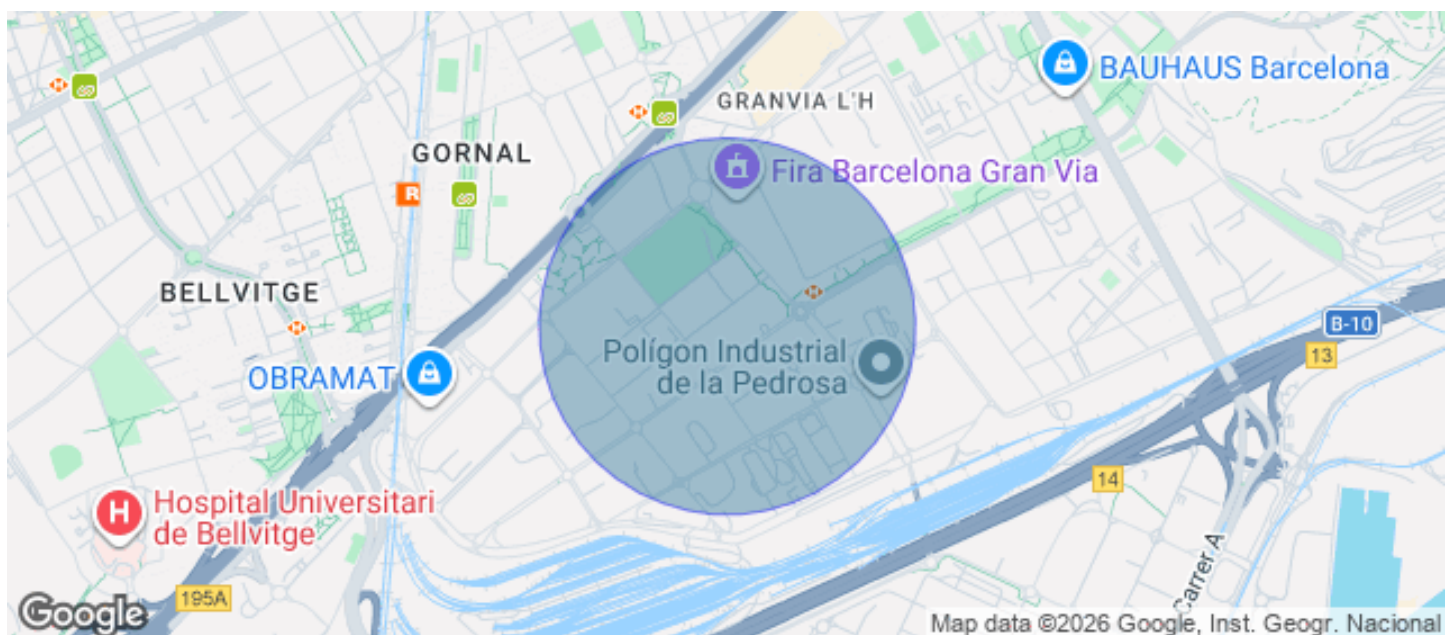 BAUHAUS Barcelona
GRANVIA L'H
GORNAL
R
Fira Barcelona Gran Via
BELLVITGE
B-10
13
Polígon Industrial
de la Pedrosa
OBRAMAT
14
H
Hospital Universitari
de Bellvitge
Carrer A
195A
Google
Map data ©2026 Google, Inst. Geogr. Nacional